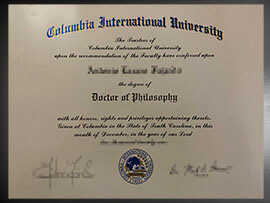 Columbia International University
The Trustees of
Columbia International University
upon the recommendation of the Faculty have conferred upon
the degree of
Doctor of Philosophy
with all honors, rights and privileges appertaining thereto.
Given at Columbia in the State of South Carolina, in this
month of December, in the year of our Lord